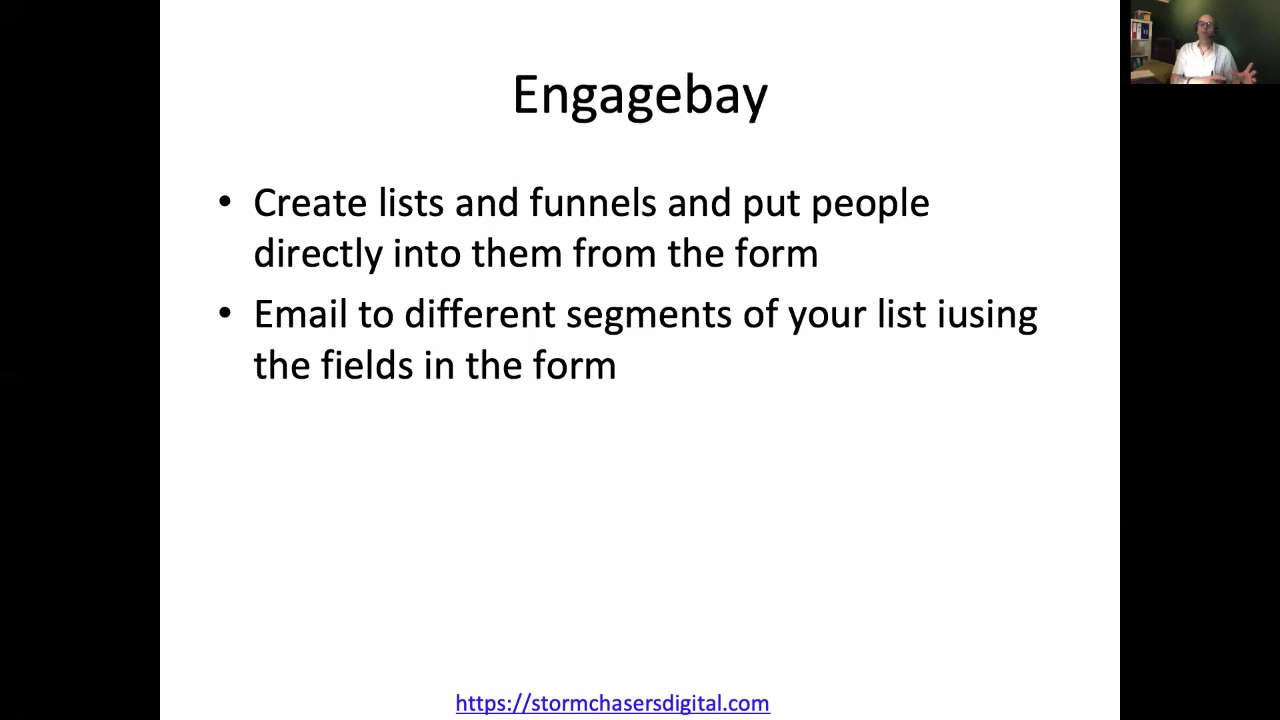 Engagebay
• Create lists and funnels and put people
directly into them from the form
• Email to different segments of your list iusing
the fields in the form
https://stormchasersdigital.com